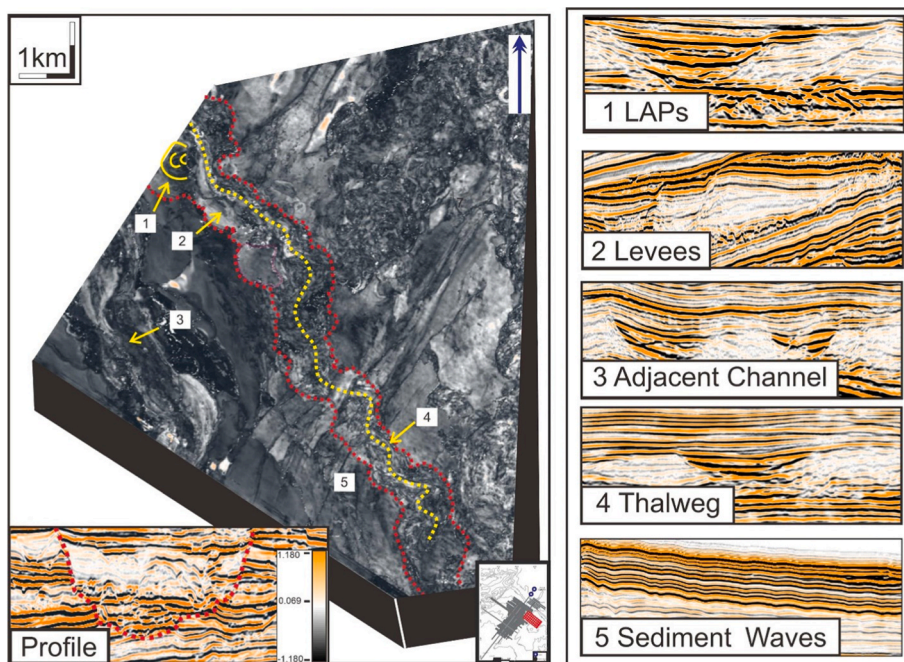 1km
1
2
3
4
5
1.180
0.069
-1.180
Profile
1 LAPs
2 Levees
3 Adjacent Channel
4 Thalweg
5 Sediment Waves